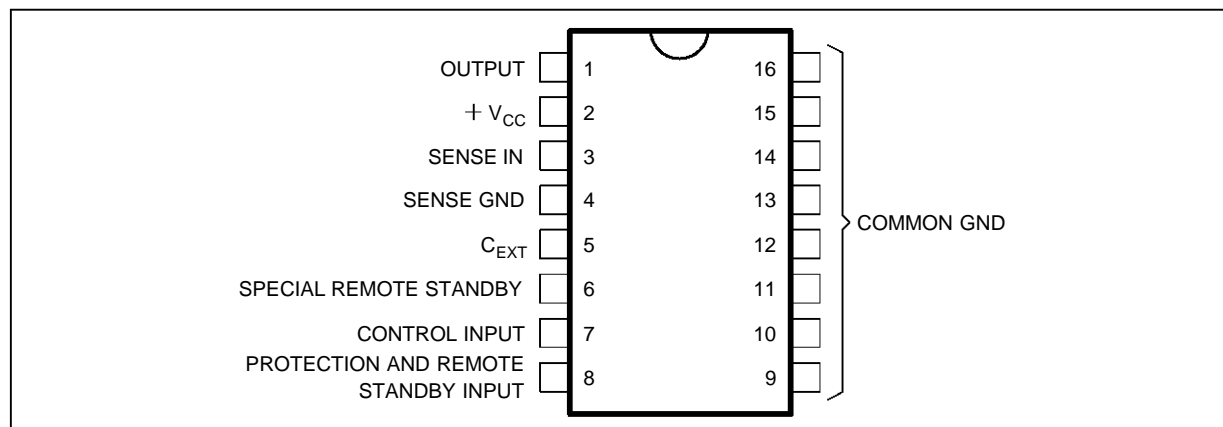 OUTPUT 1 16
+ VCC 2 15
SENSE IN 3 14
SENSE GND 4 13
CEXT 5 12
COMMON GND
SPECIAL REMOTE STANDBY 6 11
CONTROL INPUT 7 10
PROTECTION AND REMOTE
STANDBY INPUT 8 9